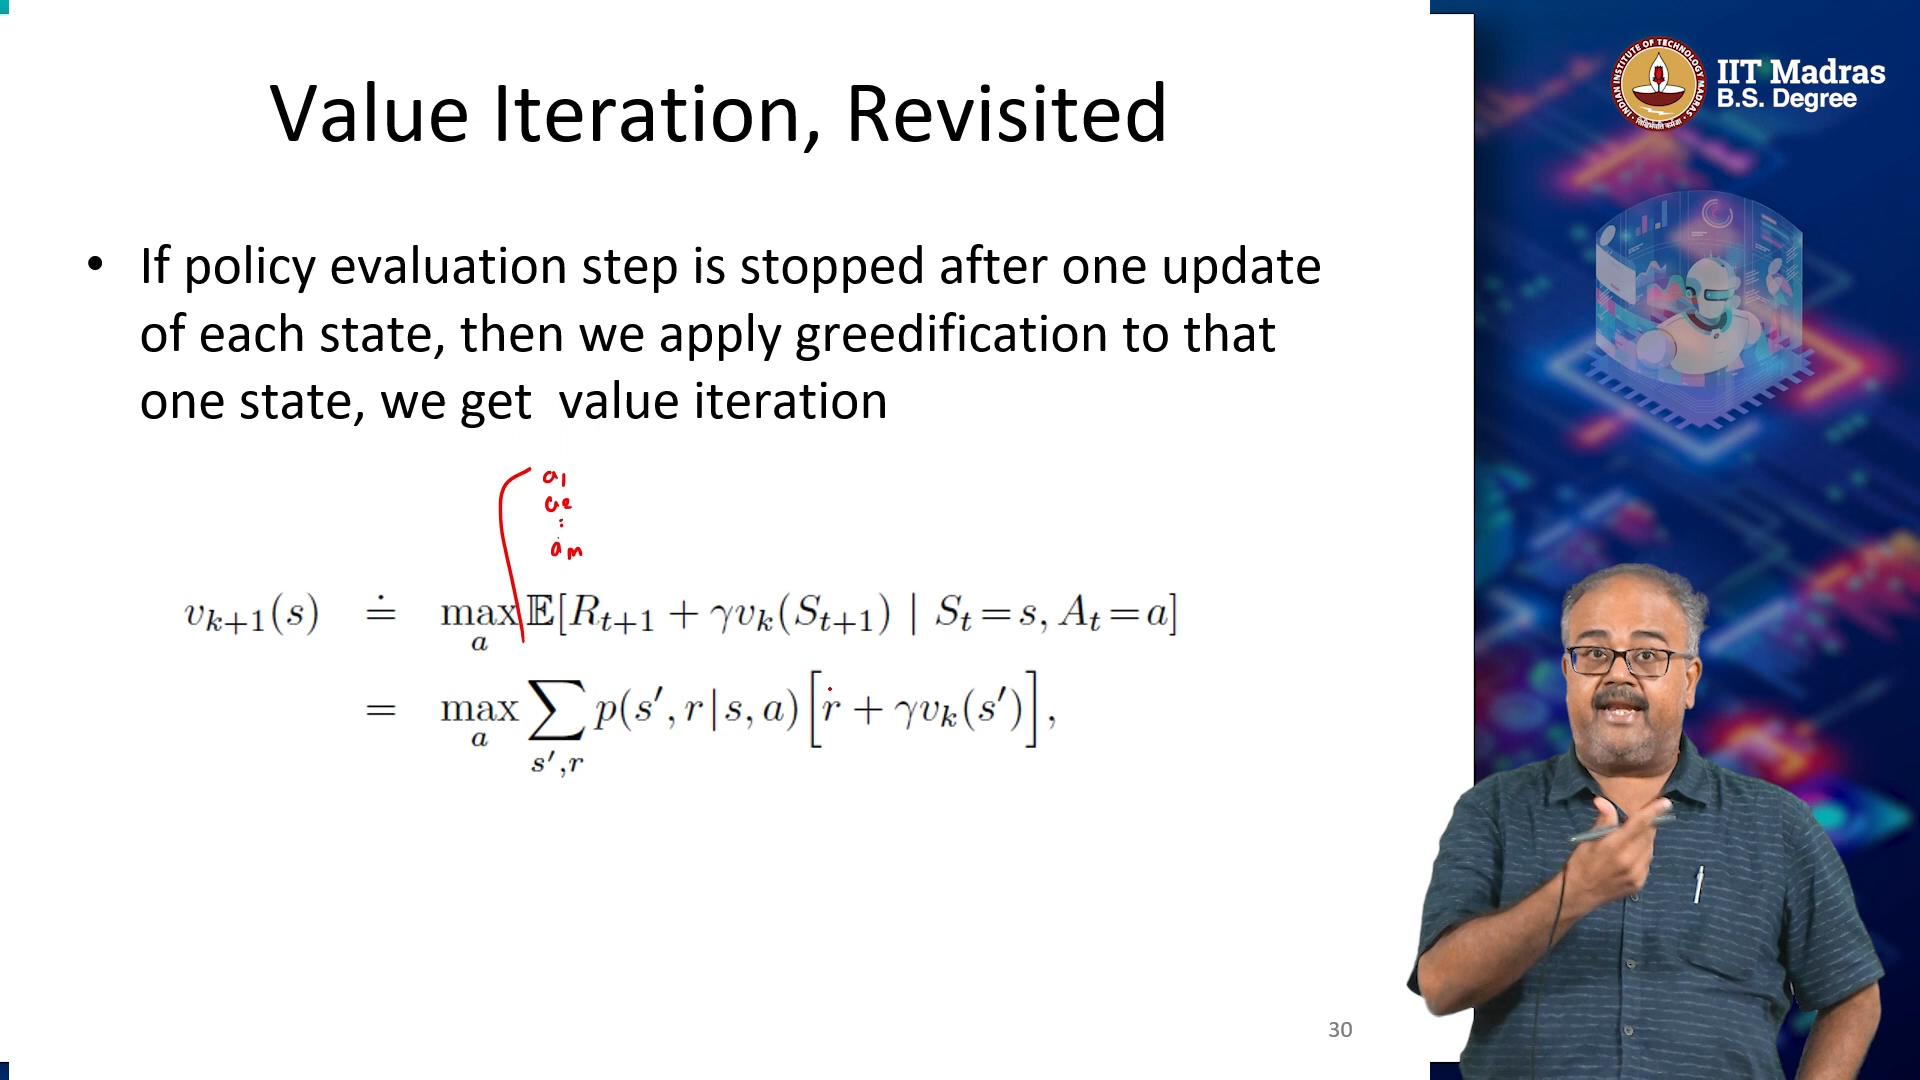 Value Iteration, Revisited
IIT Madras
B.S. Degree
• If policy evaluation step is stopped after one update
of each state, then we apply greedification to that
one state, we get value iteration
a1
a2
:
am
v_{k+1}(s) ≐ max_a 𝔼[R_{t+1} + γv_k(S_{t+1}) | S_t = s, A_t = a]
= max_a ∑_{s′,r} p(s′, r | s, a) [r + γv_k(s′)],
30